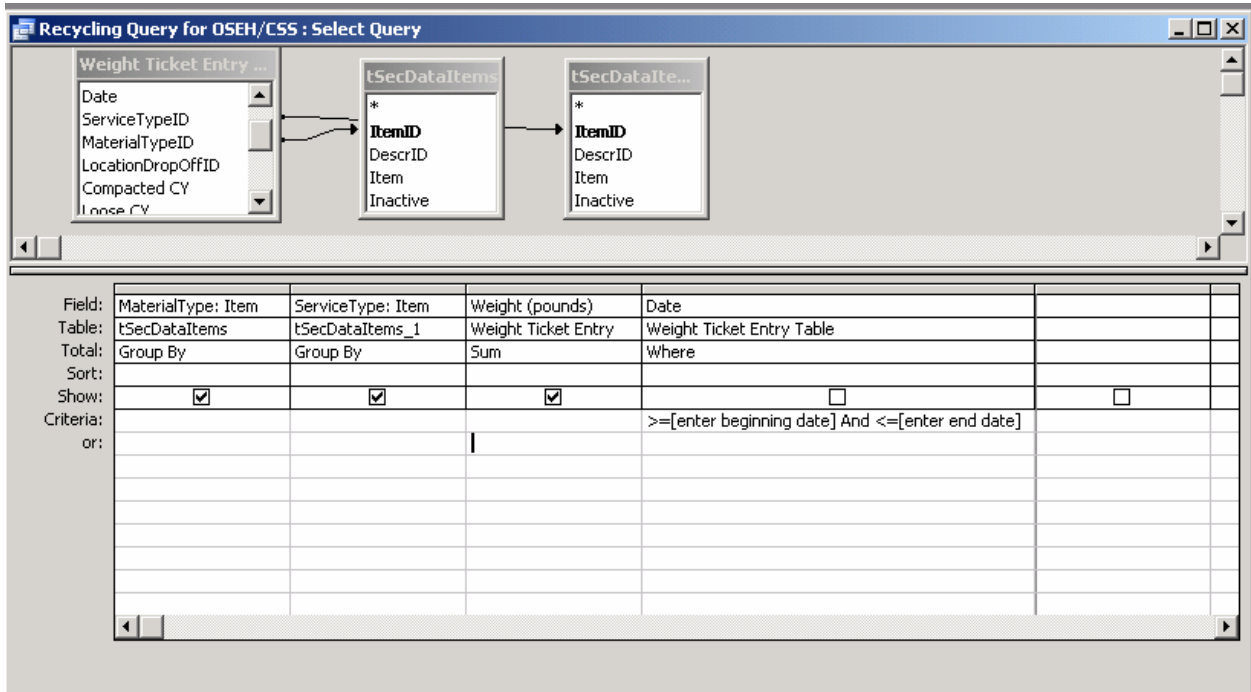 Recycling Query for OSEH/CSS : Select Query
Weight Ticket Entry ...
Date
ServiceTypeID
MaterialTypeID
LocationDropOffID
Compacted CY
Loose CY
tSecDataItems
*
ItemID
DescrID
Item
Inactive
tSecDataIte...
*
ItemID
DescrID
Item
Inactive
Field: MaterialType: Item ServiceType: Item Weight (pounds) Date
Table: tSecDataItems tSecDataItems_1 Weight Ticket Entry Weight Ticket Entry Table
Total: Group By Group By Sum Where
Sort:
Show:
Criteria: >=[enter beginning date] And <=[enter end date]
or: